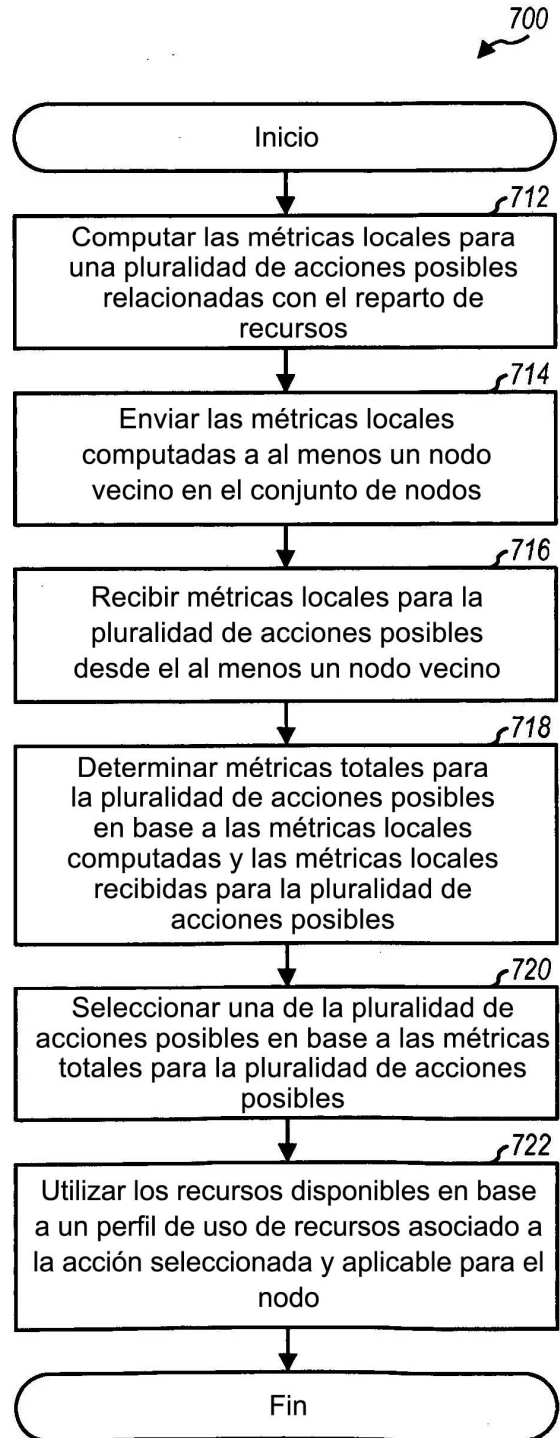 700
Inicio
712
Computar las métricas locales para
una pluralidad de acciones posibles
relacionadas con el reparto de
recursos
714
Enviar las métricas locales
computadas a al menos un nodo
vecino en el conjunto de nodos
716
Recibir métricas locales para la
pluralidad de acciones posibles
desde el al menos un nodo vecino
718
Determinar métricas totales para
la pluralidad de acciones posibles
en base a las métricas locales
computadas y las métricas locales
recibidas para la pluralidad de
acciones posibles
720
Seleccionar una de la pluralidad de
acciones posibles en base a las métricas
totales para la pluralidad de acciones
posibles
722
Utilizar los recursos disponibles en base
a un perfil de uso de recursos asociado a
la acción seleccionada y aplicable para el
nodo
Fin